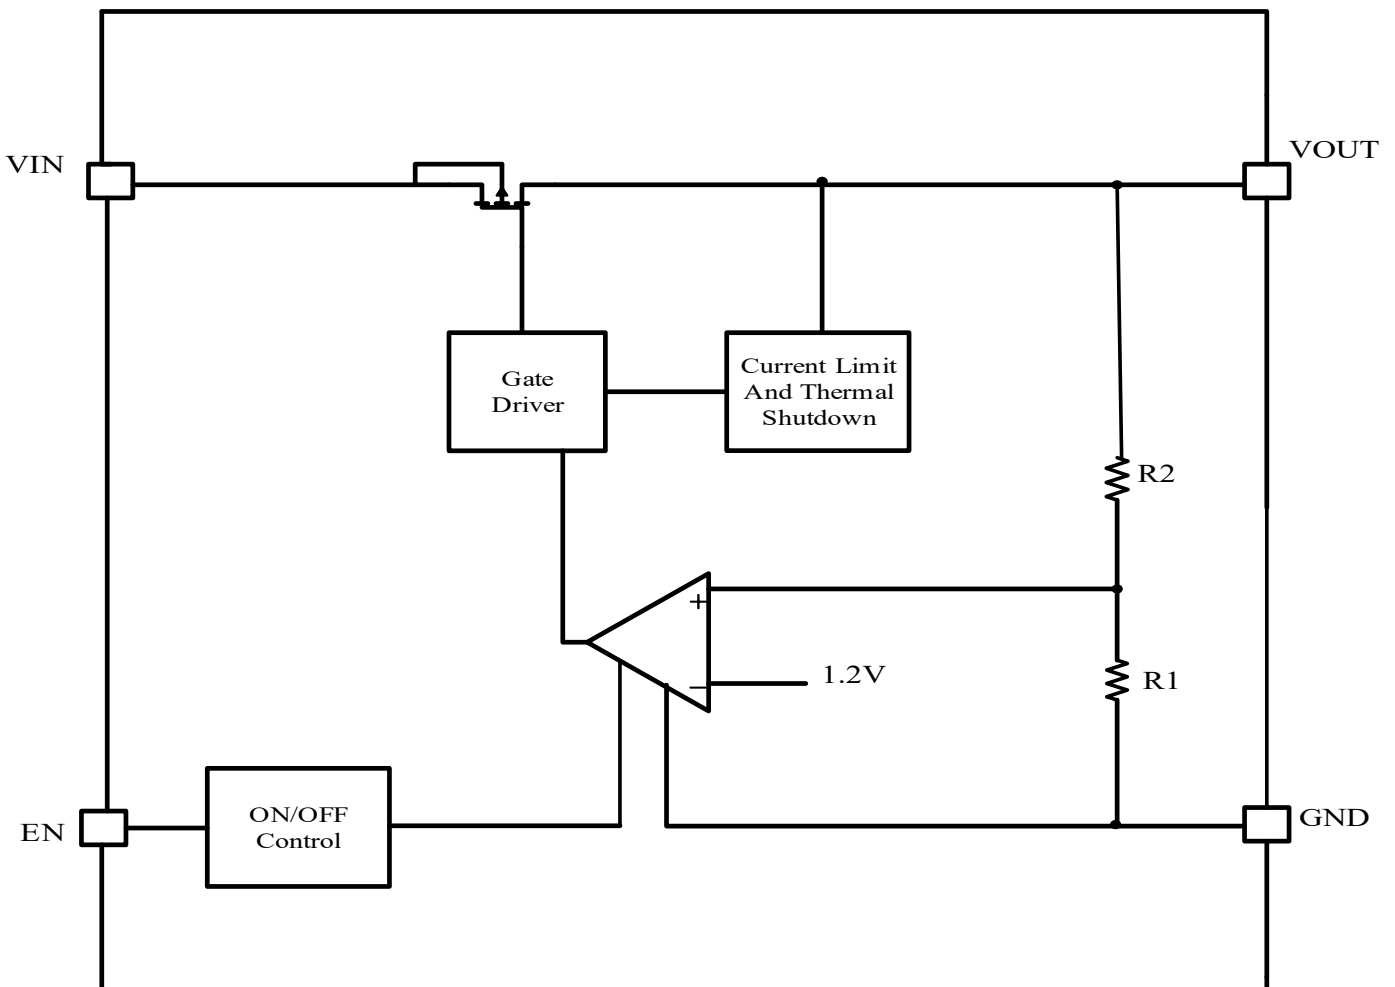 VIN
VOUT
Gate
Driver
Current Limit
And Thermal
Shutdown
R2
+
1.2V
−
R1
ON/OFF
Control
EN
GND